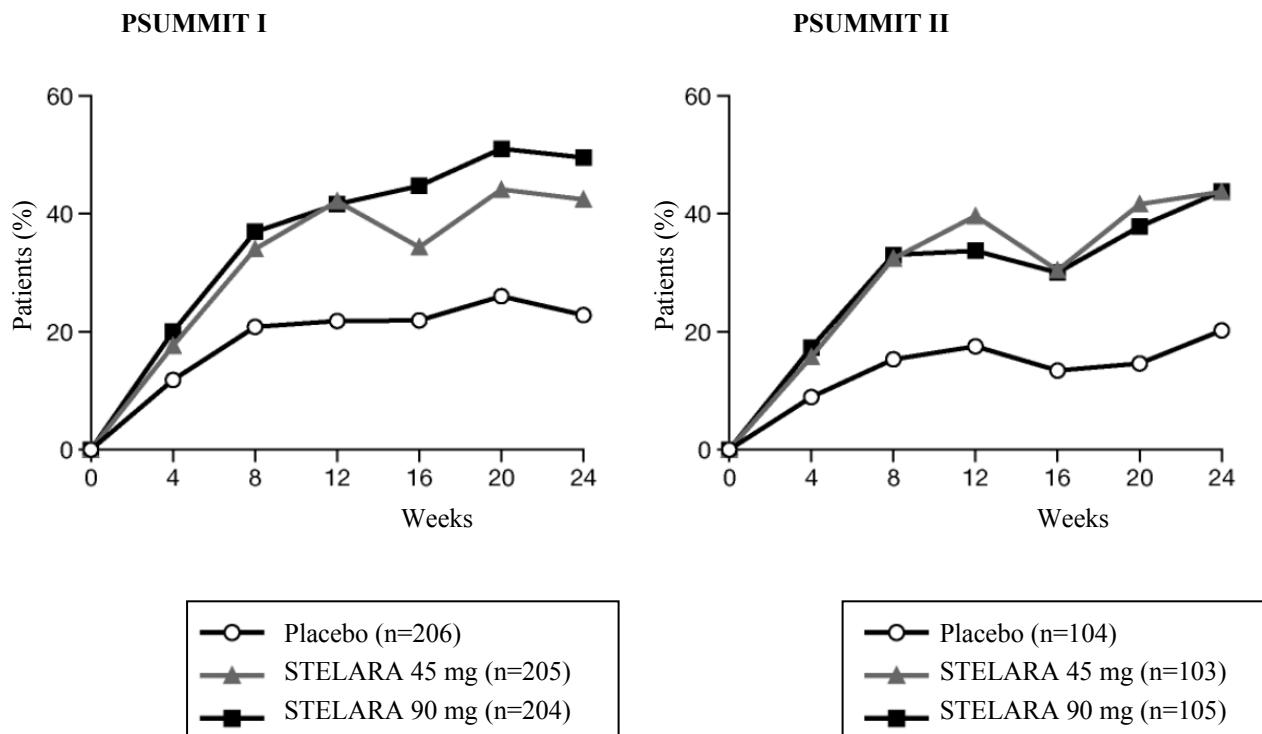 PSUMMIT I
60
40
20
0
Patients (%)
0 4 8 12 16 20 24
Weeks
Placebo (n=206)
STELARA 45 mg (n=205)
STELARA 90 mg (n=204)
PSUMMIT II
60
40
20
0
Patients (%)
0 4 8 12 16 20 24
Weeks
Placebo (n=104)
STELARA 45 mg (n=103)
STELARA 90 mg (n=105)